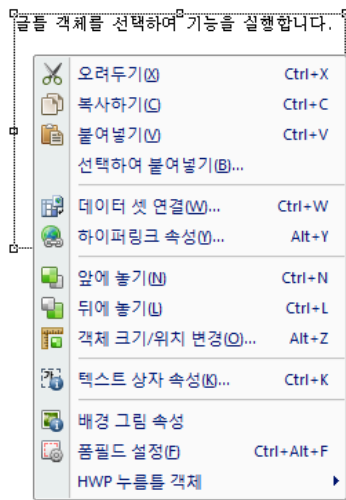 글틀 객체를 선택하여 기능을 실행합니다.
오려두기(X) Ctrl+X
복사하기(C) Ctrl+C
붙여넣기(V) Ctrl+V
선택하여 붙여넣기(B)...
데이터 셋 연결(W)... Ctrl+W
하이퍼링크 속성(Y)... Alt+Y
앞에 놓기(N) Ctrl+N
뒤에 놓기(L) Ctrl+L
객체 크기/위치 변경(O)... Alt+Z
텍스트 상자 속성(K)... Ctrl+K
배경 그림 속성
폼필드 설정(F) Ctrl+Alt+F
HWP 누름틀 객체